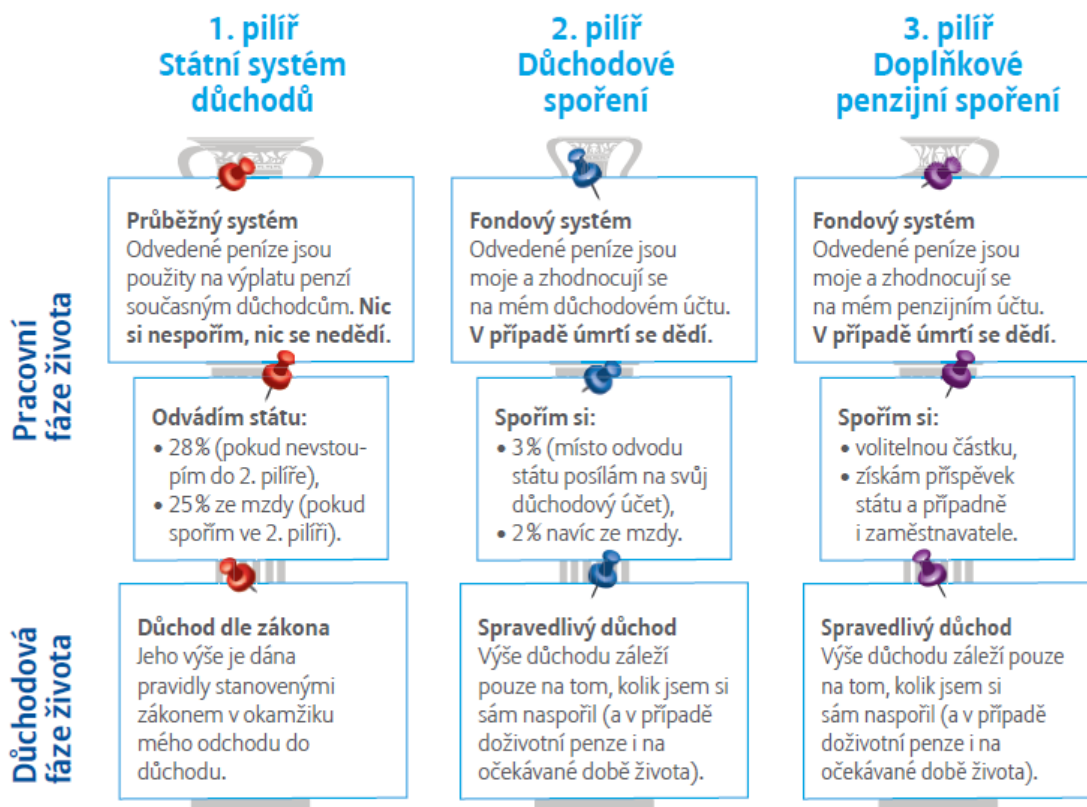 1. pilíř
Státní systém
důchodů
2. pilíř
Důchodové
spoření
3. pilíř
Doplňkové
penzijní spoření
Pracovní
fáze života
Průběžný systém
Odvedené peníze jsou
použity na výplatu penzí
současným důchodcům. Nic
si nespořím, nic se nedědí.
Fondový systém
Odvedené peníze jsou
moje a zhodnocují se
na mém důchodovém účtu.
V případě úmrtí se dědí.
Fondový systém
Odvedené peníze jsou
moje a zhodnocují se
na mém penzijním účtu.
V případě úmrtí se dědí.
Odvádím státu:
• 28% (pokud nevstou-
pím do 2. pilíře),
• 25% ze mzdy (pokud
spořím ve 2. pilíři).
Spořím si:
• 3% (místo odvodu
státu posílám na svůj
důchodový účet),
• 2% navíc ze mzdy.
Spořím si:
• volitelnou částku,
• získám příspěvek
státu a případně
i zaměstnavatele.
Důchodová
fáze života
Důchod dle zákona
Jeho výše je dána
pravidly stanovenými
zákonem v okamžiku
mého odchodu do
důchodu.
Spravedlivý důchod
Výše důchodu záleží
pouze na tom, kolik jsem si
sám naspořil (a v případě
doživotní penze i na
očekávané době života).
Spravedlivý důchod
Výše důchodu záleží pouze
na tom, kolik jsem si
sám naspořil (a v případě
doživotní penze i na
očekávané době života).